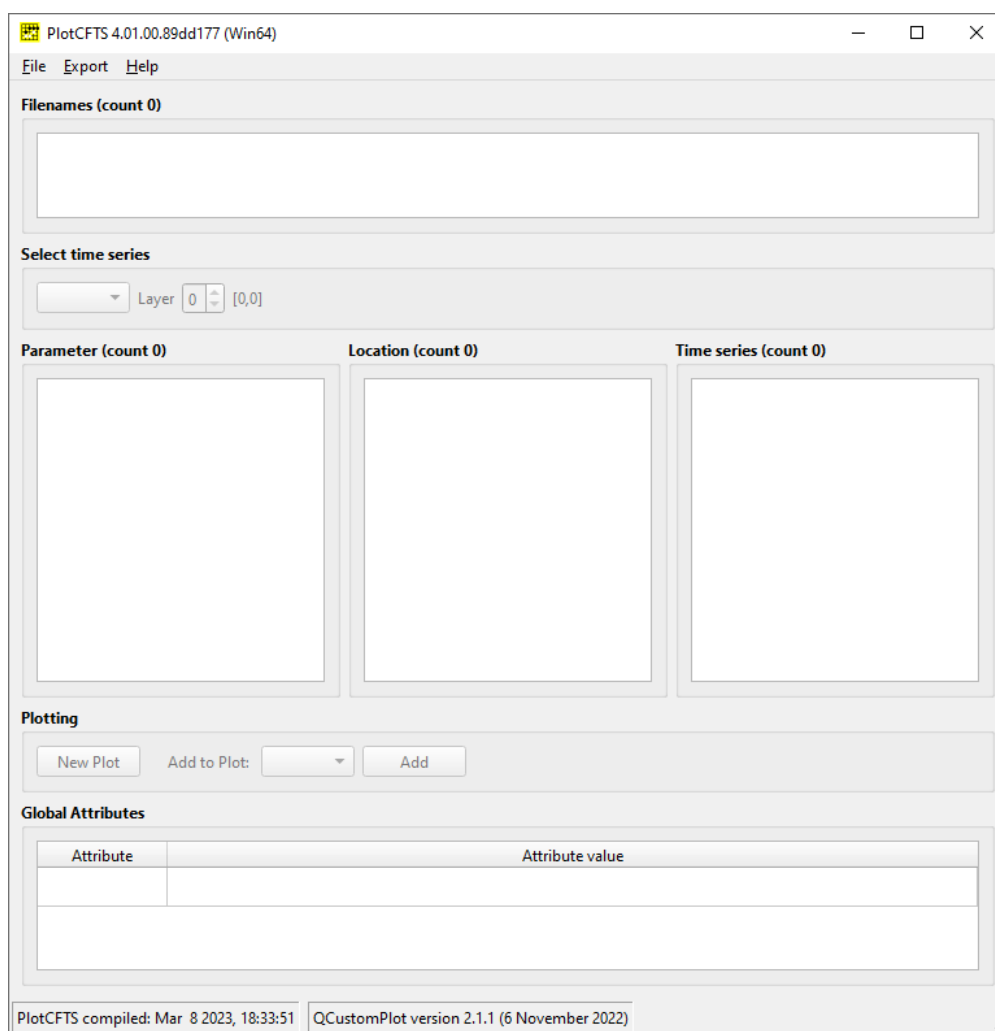 PlotCFTS 4.01.00.89dd177 (Win64)
File Export Help
Filenames (count 0)
Select time series
Layer 0 [0,0]
Parameter (count 0) Location (count 0) Time series (count 0)
Plotting
New Plot Add to Plot: Add
Global Attributes
Attribute Attribute value
PlotCFTS compiled: Mar  8 2023, 18:33:51 QCustomPlot version 2.1.1 (6 November 2022)